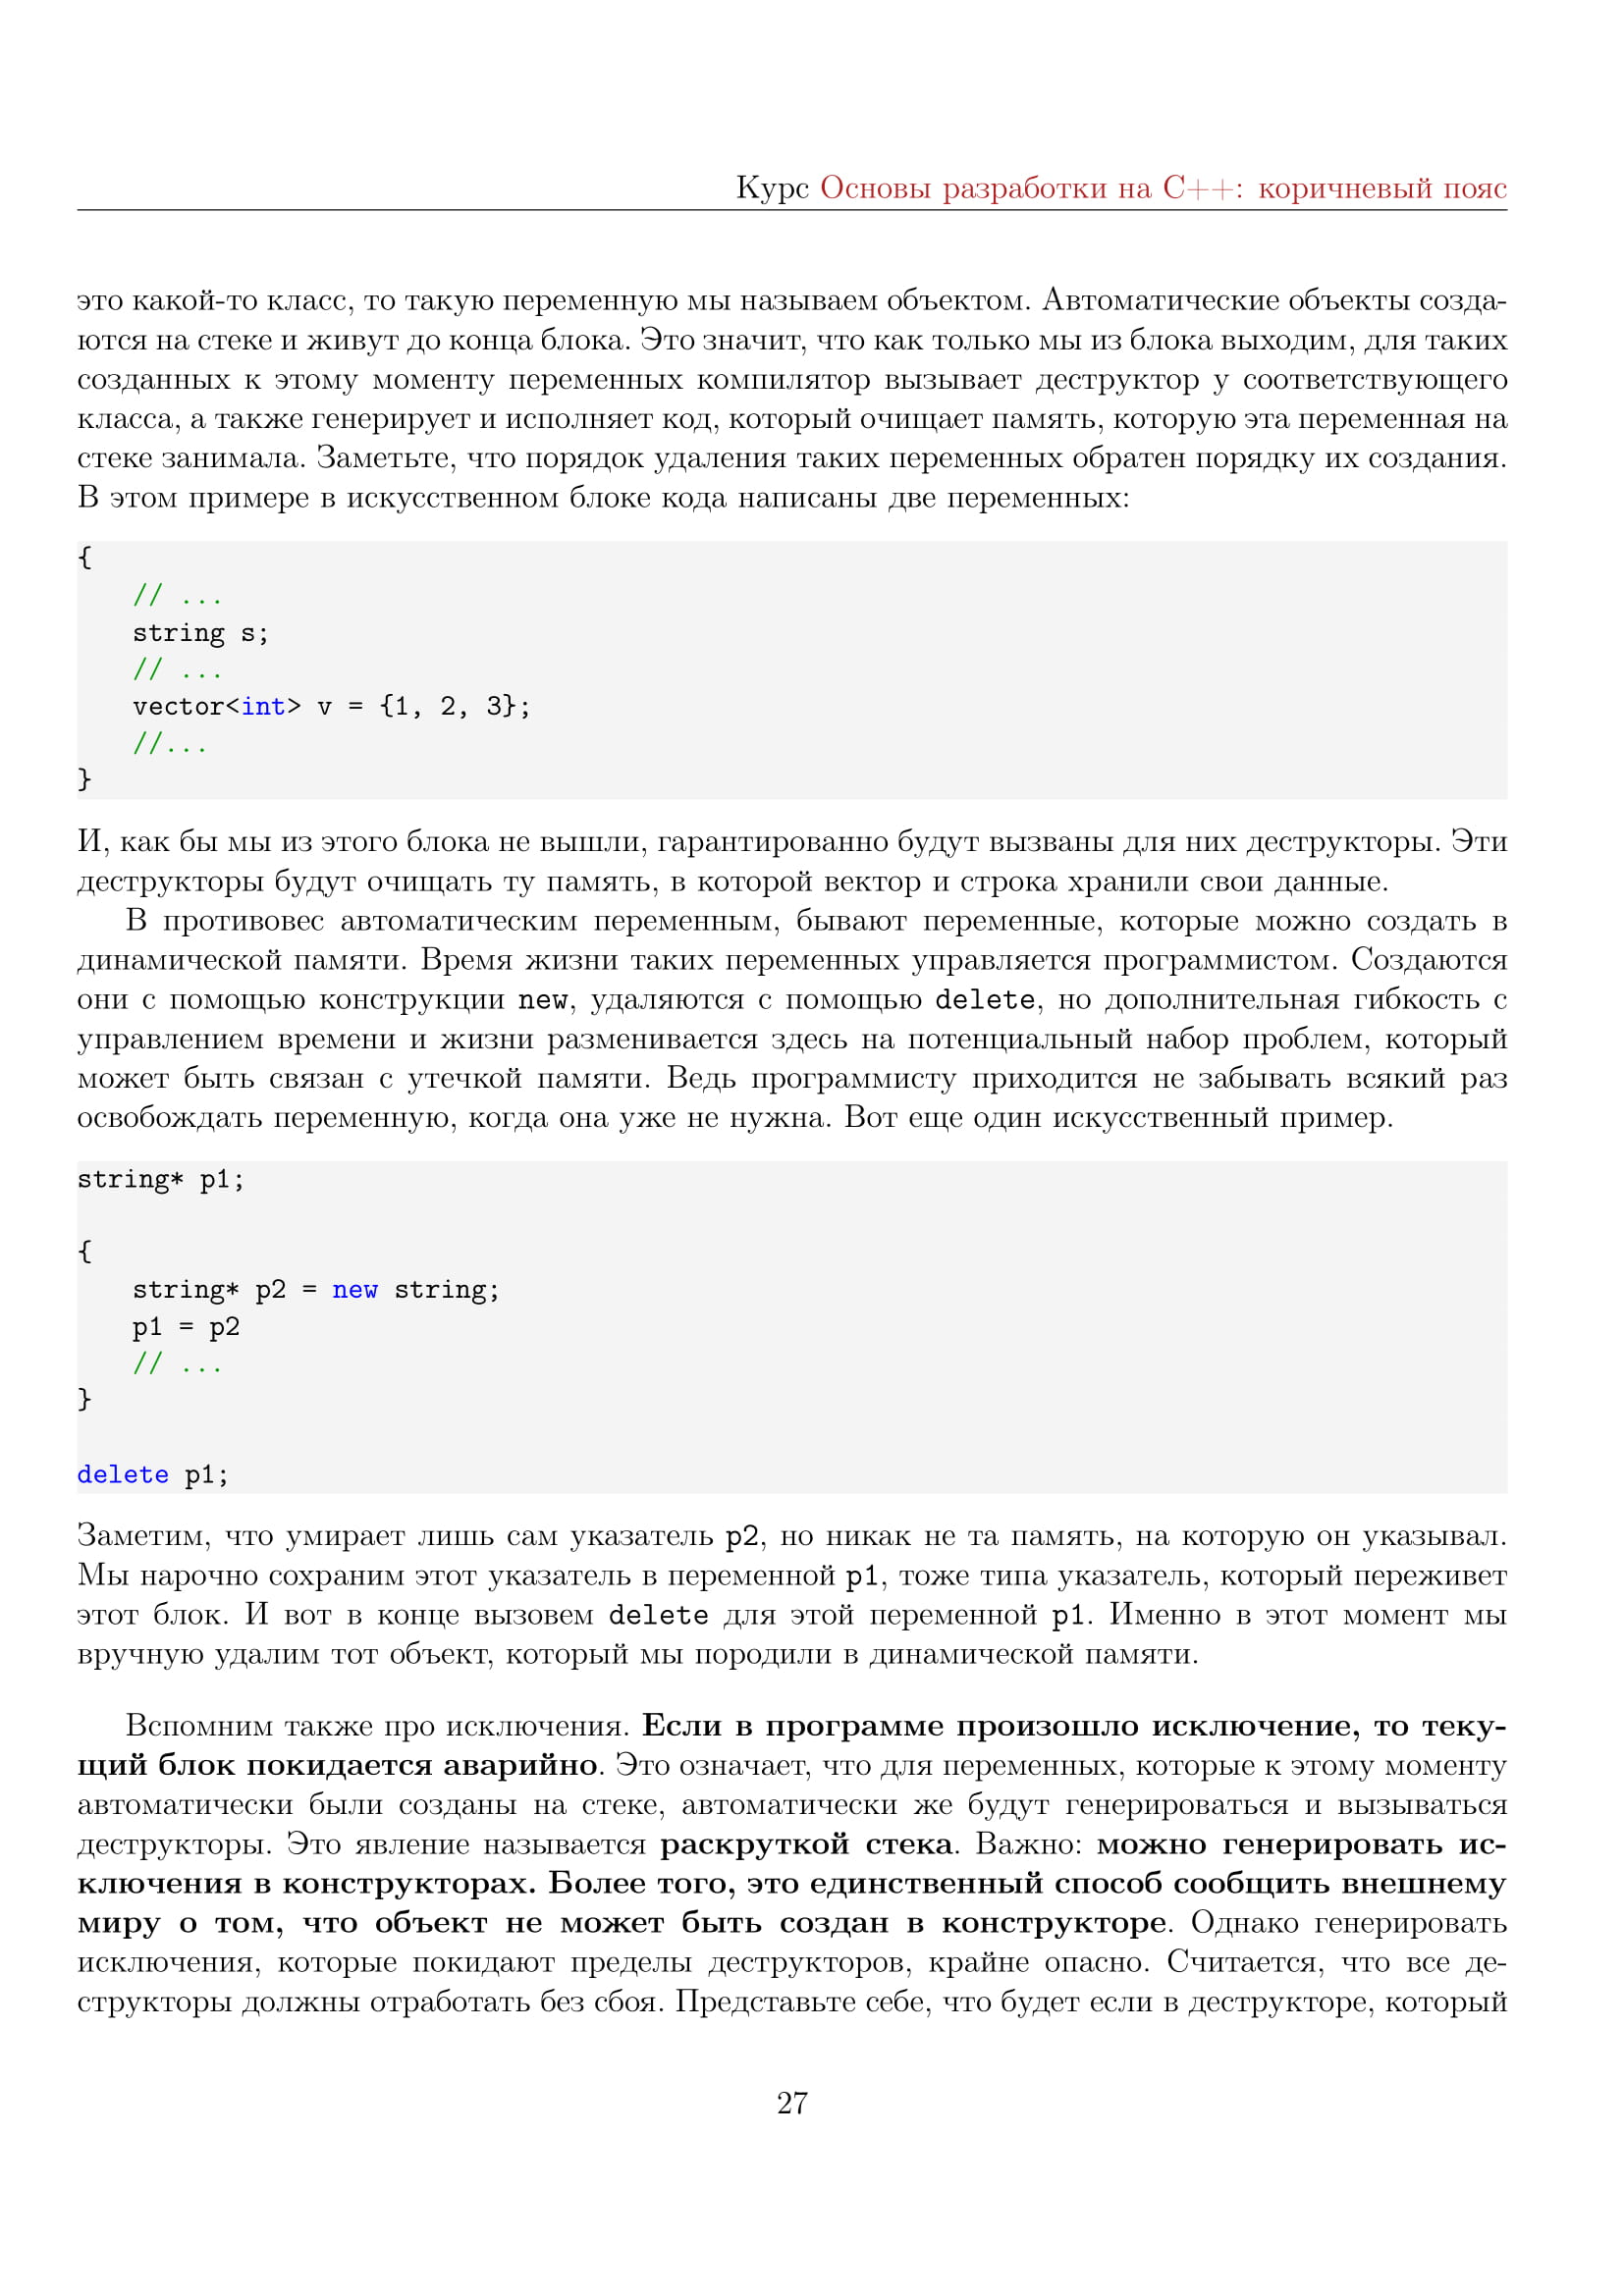 Курс Основы разработки на C++: коричневый пояс
это какой-то класс, то такую переменную мы называем объектом. Автоматические объекты созда-
ются на стеке и живут до конца блока. Это значит, что как только мы из блока выходим, для таких
созданных к этому моменту переменных компилятор вызывает деструктор у соответствующего
класса, а также генерирует и исполняет код, который очищает память, которую эта переменная на
стеке занимала. Заметьте, что порядок удаления таких переменных обратен порядку их создания.
В этом примере в искусственном блоке кода написаны две переменных:
{
// ...
string s;
// ...
vector<int> v = {1, 2, 3};
//...
}
И, как бы мы из этого блока не вышли, гарантированно будут вызваны для них деструкторы. Эти
деструкторы будут очищать ту память, в которой вектор и строка хранили свои данные.
В противовес автоматическим переменным, бывают переменные, которые можно создать в
динамической памяти. Время жизни таких переменных управляется программистом. Создаются
они с помощью конструкции new, удаляются с помощью delete, но дополнительная гибкость с
управлением времени и жизни разменивается здесь на потенциальный набор проблем, который
может быть связан с утечкой памяти. Ведь программисту приходится не забывать всякий раз
освобождать переменную, когда она уже не нужна. Вот еще один искусственный пример.
string* p1;
{
string* p2 = new string;
p1 = p2
// ...
}
delete p1;
Заметим, что умирает лишь сам указатель p2, но никак не та память, на которую он указывал.
Мы нарочно сохраним этот указатель в переменной p1, тоже типа указатель, который переживет
этот блок. И вот в конце вызовем delete для этой переменной p1. Именно в этот момент мы
вручную удалим тот объект, который мы породили в динамической памяти.
Вспомним также про исключения. Если в программе произошло исключение, то теку-
щий блок покидается аварийно. Это означает, что для переменных, которые к этому моменту
автоматически были созданы на стеке, автоматически же будут генерироваться и вызываться
деструкторы. Это явление называется раскруткой стека. Важно: можно генерировать ис-
ключения в конструкторах. Более того, это единственный способ сообщить внешнему
миру о том, что объект не может быть создан в конструкторе. Однако генерировать
исключения, которые покидают пределы деструкторов, крайне опасно. Считается, что все де-
структоры должны отработать без сбоя. Представьте себе, что будет если в деструкторе, который
27